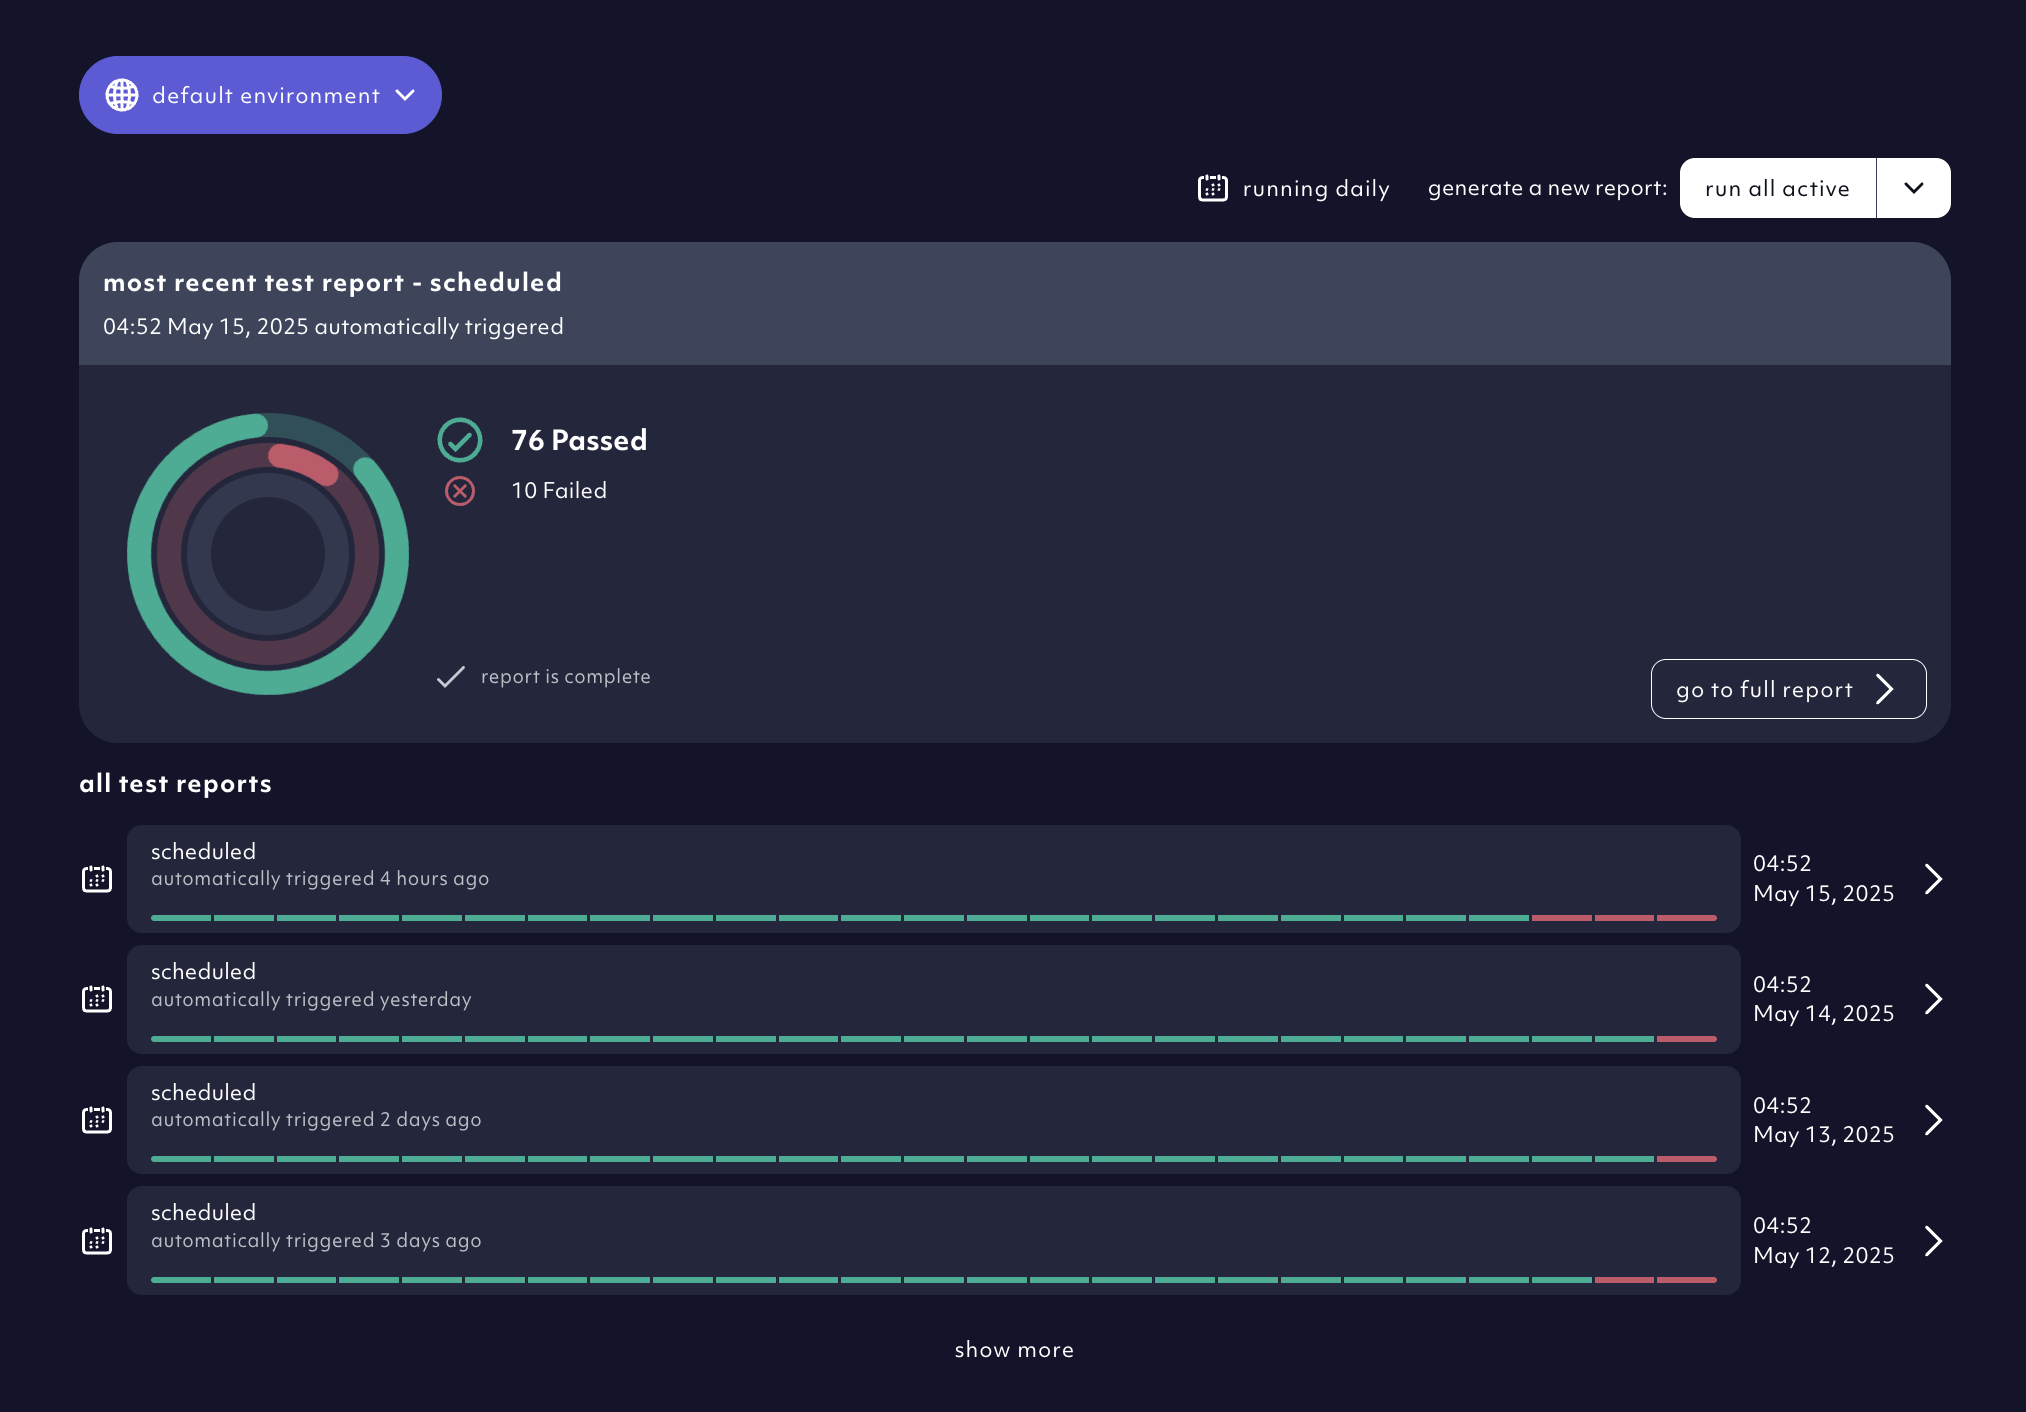 default environment
running daily
generate a new report:
run all active
most recent test report - scheduled
04:52 May 15, 2025 automatically triggered
76 Passed
10 Failed
report is complete
go to full report
all test reports
scheduled
automatically triggered 4 hours ago
04:52
May 15, 2025
scheduled
automatically triggered yesterday
04:52
May 14, 2025
scheduled
automatically triggered 2 days ago
04:52
May 13, 2025
scheduled
automatically triggered 3 days ago
04:52
May 12, 2025
show more